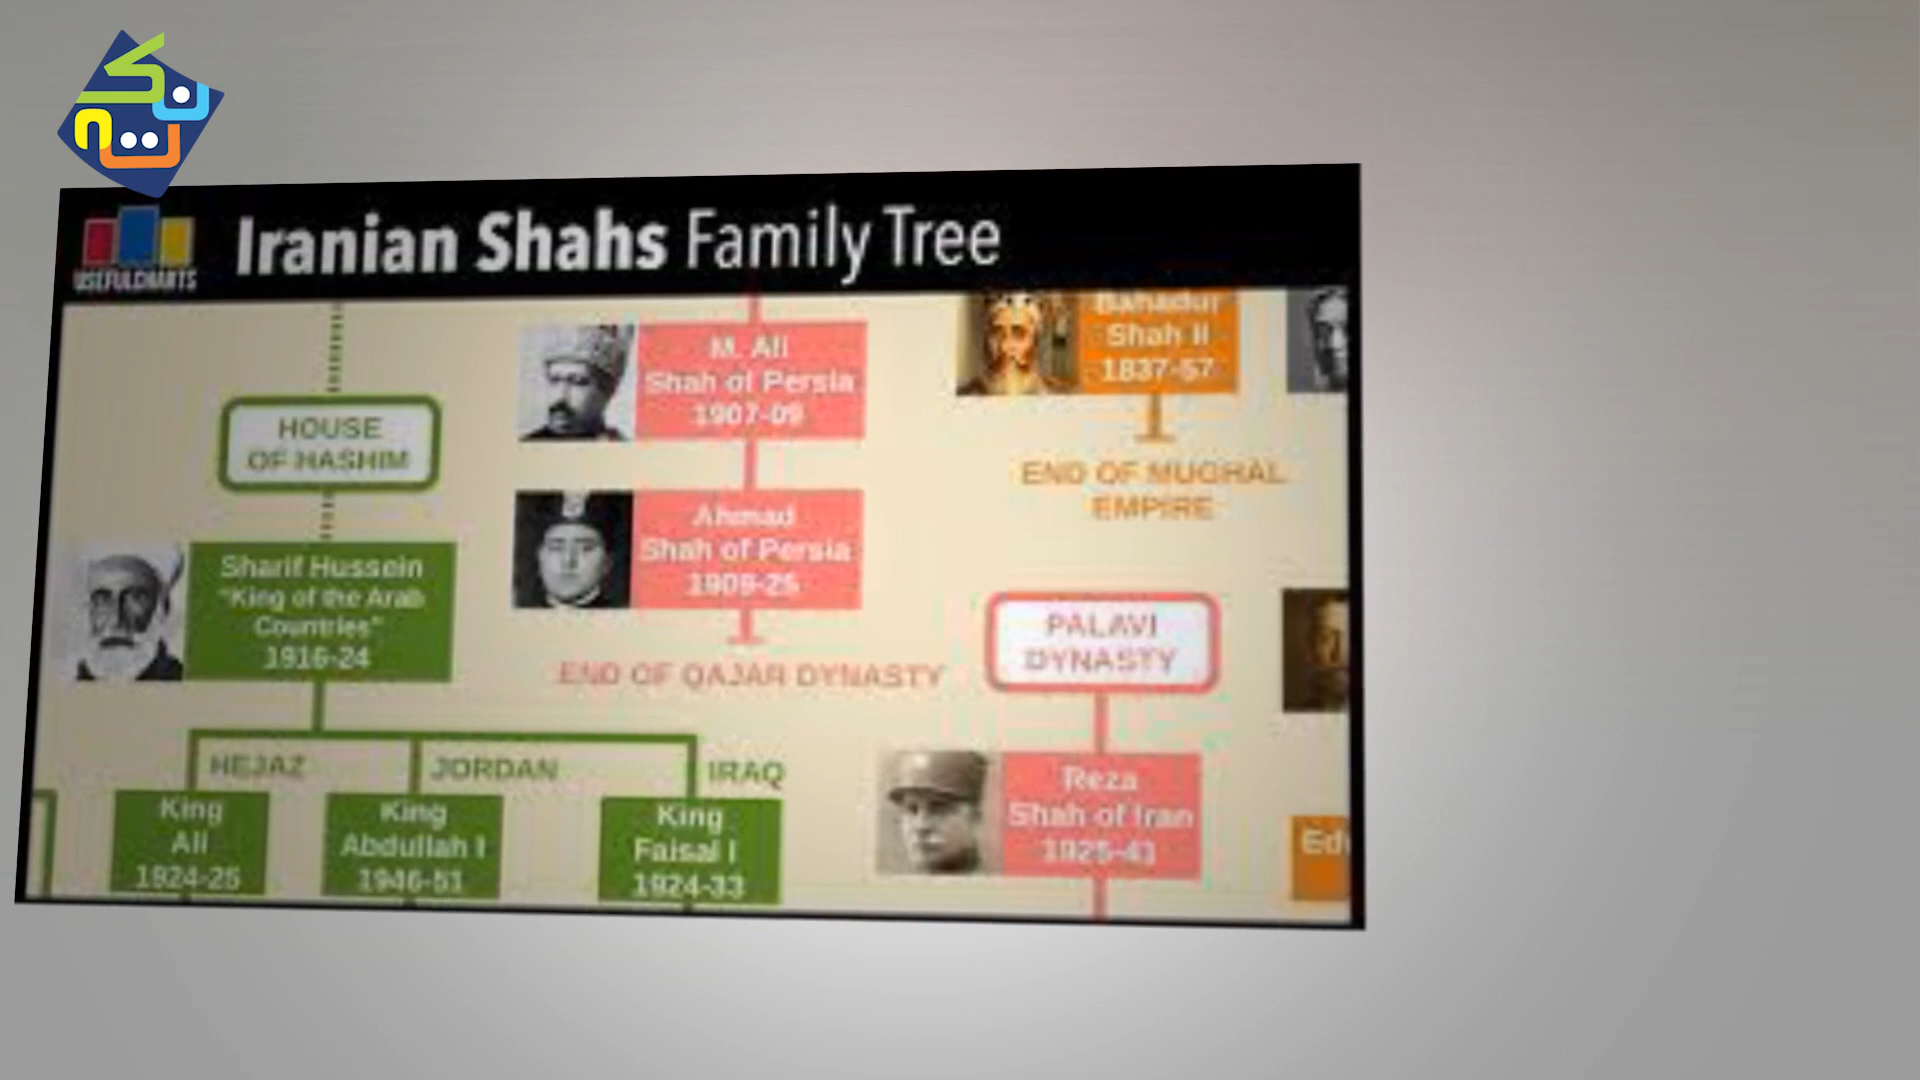 نکته
USEFULCHARTS
Iranian Shahs Family Tree
M. Ali
Shah of Persia
1907-09
Bahadur
Shah II
1837-57
HOUSE
OF HASHIM
END OF MUGHAL
EMPIRE
Ahmad
Shah of Persia
1909-25
Sharif Hussein
"King of the Arab
Countries"
1916-24
PALAVI
DYNASTY
END OF QAJAR DYNASTY
HEJAZ
JORDAN
IRAQ
King
Ali
1924-25
King
Abdullah I
1946-51
King
Faisal I
1924-33
Reza
Shah of Iran
1925-41